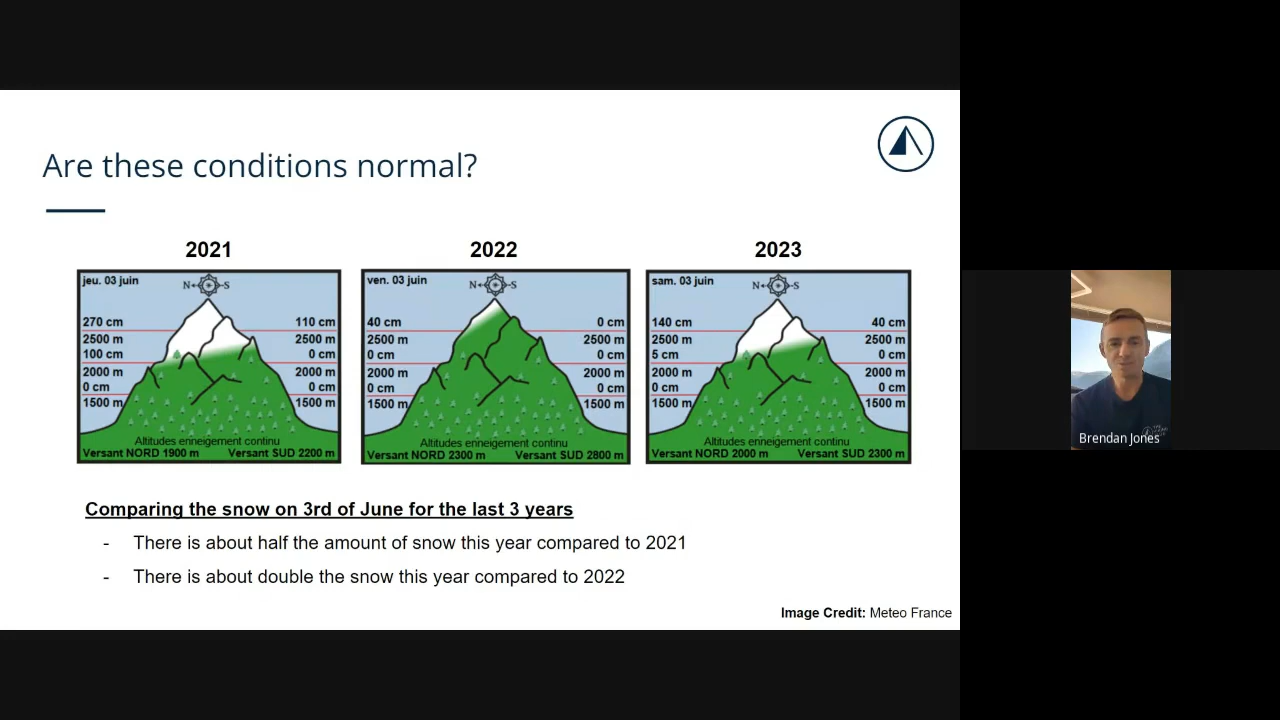 Are these conditions normal?
2021
2022
2023
jeu. 03 juin
N S
270 cm 110 cm
2500 m 2500 m
100 cm 0 cm
2000 m 2000 m
0 cm 0 cm
1500 m 1500 m
Altitudes enneigement continu
Versant NORD 1900 m Versant SUD 2200 m
ven. 03 juin
N S
40 cm 0 cm
2500 m 2500 m
0 cm 0 cm
2000 m 2000 m
0 cm 0 cm
1500 m 1500 m
Altitudes enneigement continu
Versant NORD 2300 m Versant SUD 2800 m
sam. 03 juin
N S
140 cm 40 cm
2500 m 2500 m
5 cm 0 cm
2000 m 2000 m
0 cm 0 cm
1500 m 1500 m
Altitudes enneigement continu
Versant NORD 2000 m Versant SUD 2300 m
Comparing the snow on 3rd of June for the last 3 years
- There is about half the amount of snow this year compared to 2021
- There is about double the snow this year compared to 2022
Image Credit: Meteo France
Brendan Jones